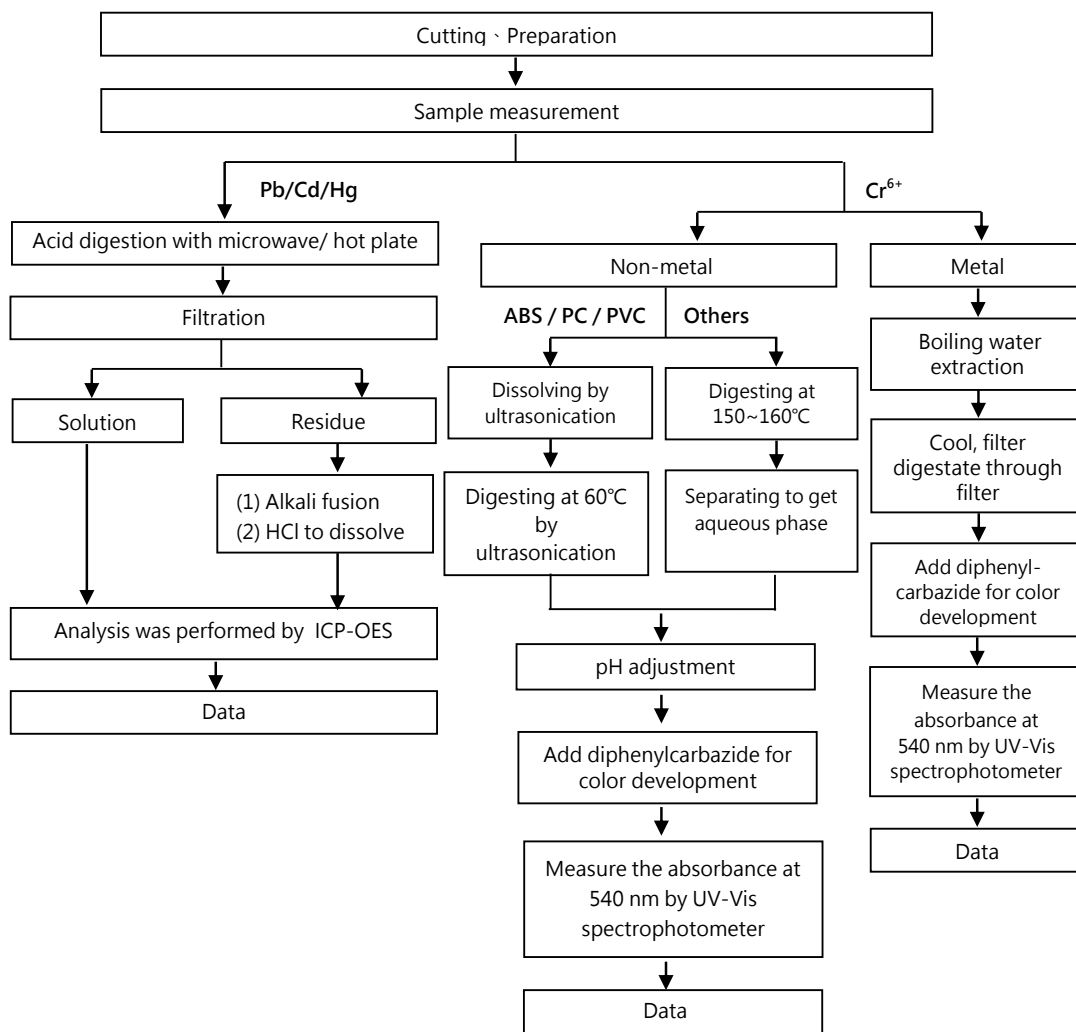 Cutting、Preparation
Sample measurement
Pb/Cd/Hg
Cr⁶⁺
Acid digestion with microwave/ hot plate
Filtration
Solution
Residue
(1) Alkali fusion
(2) HCl to dissolve
Analysis was performed by ICP-OES
Data
Non-metal
ABS / PC / PVC
Others
Dissolving by
ultrasonication
Digesting at 60℃
by
ultrasonication
Digesting at
150~160℃
Separating to get
aqueous phase
pH adjustment
Add diphenylcarbazide for
color development
Measure the absorbance at
540 nm by UV-Vis
spectrophotometer
Data
Metal
Boiling water
extraction
Cool, filter
digestate through
filter
Add diphenyl-
carbazide for color
development
Measure the
absorbance at
540 nm by UV-Vis
spectrophotometer
Data